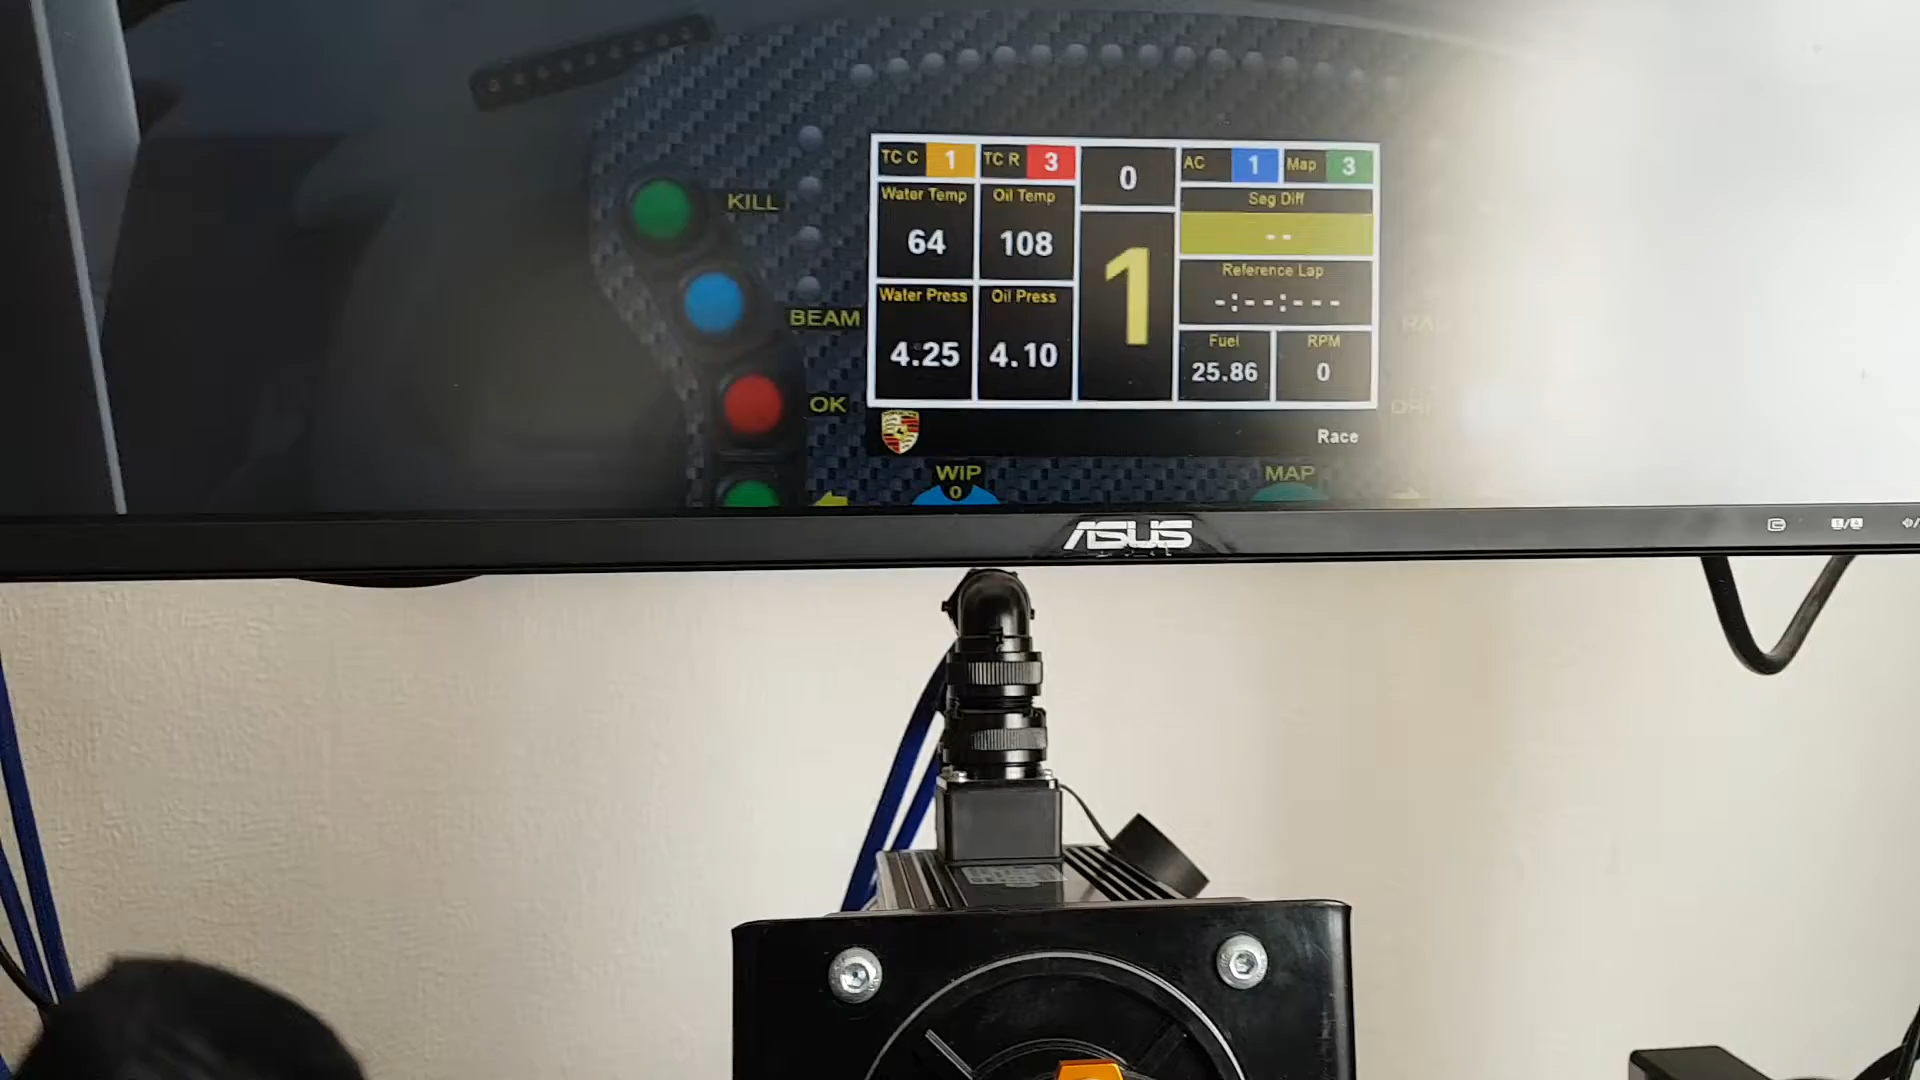 TC C 1 TC R 3 0 AC 1 Map 3
Water Temp Oil Temp Seg Diff
64 108 --
KILL
1
Reference Lap
-:--:---
Water Press Oil Press
4.25 4.10
Fuel RPM
25.86 0
BEAM
OK
Race
WIP
0
MAP
ASUS